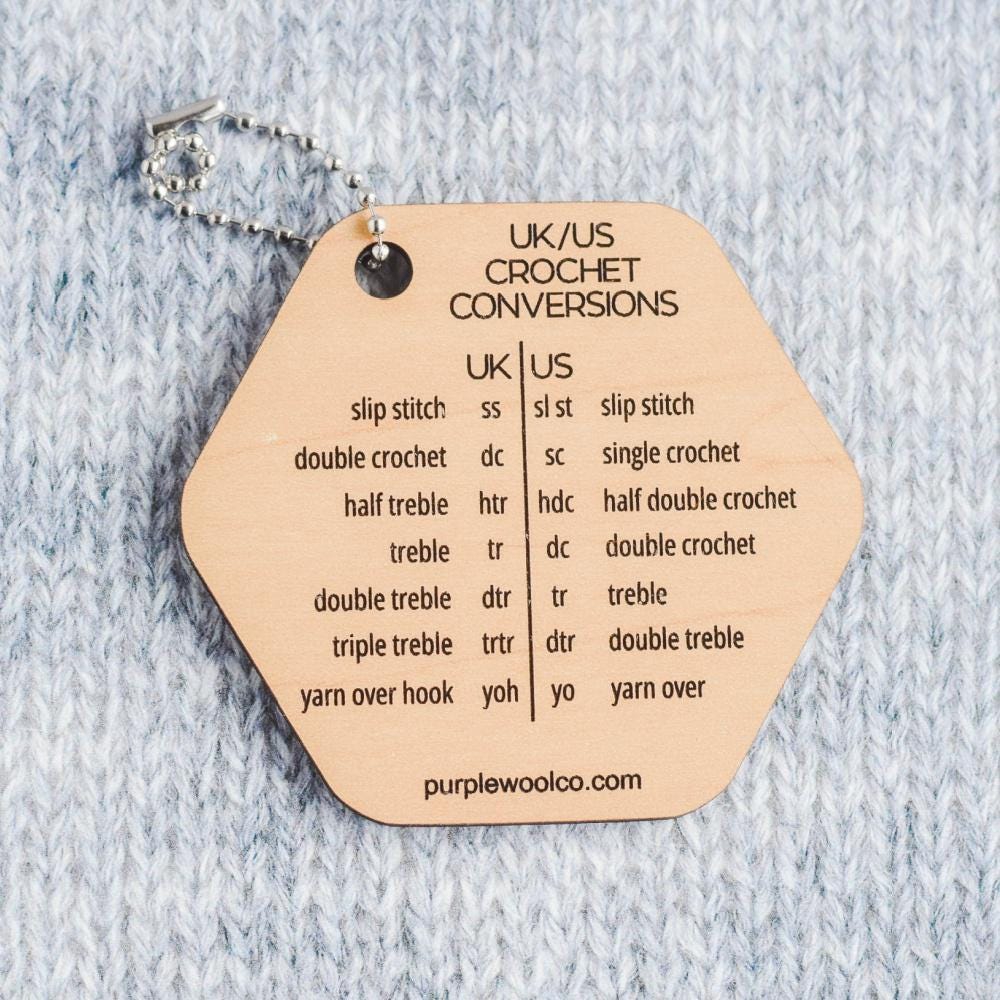 UK/US
CROCHET
CONVERSIONS
UK US
slip stitch ss sl st slip stitch
double crochet dc sc single crochet
half treble htr hdc half double crochet
treble tr dc double crochet
double treble dtr tr treble
triple treble trtr dtr double treble
yarn over hook yoh yo yarn over
purplewoolco.com